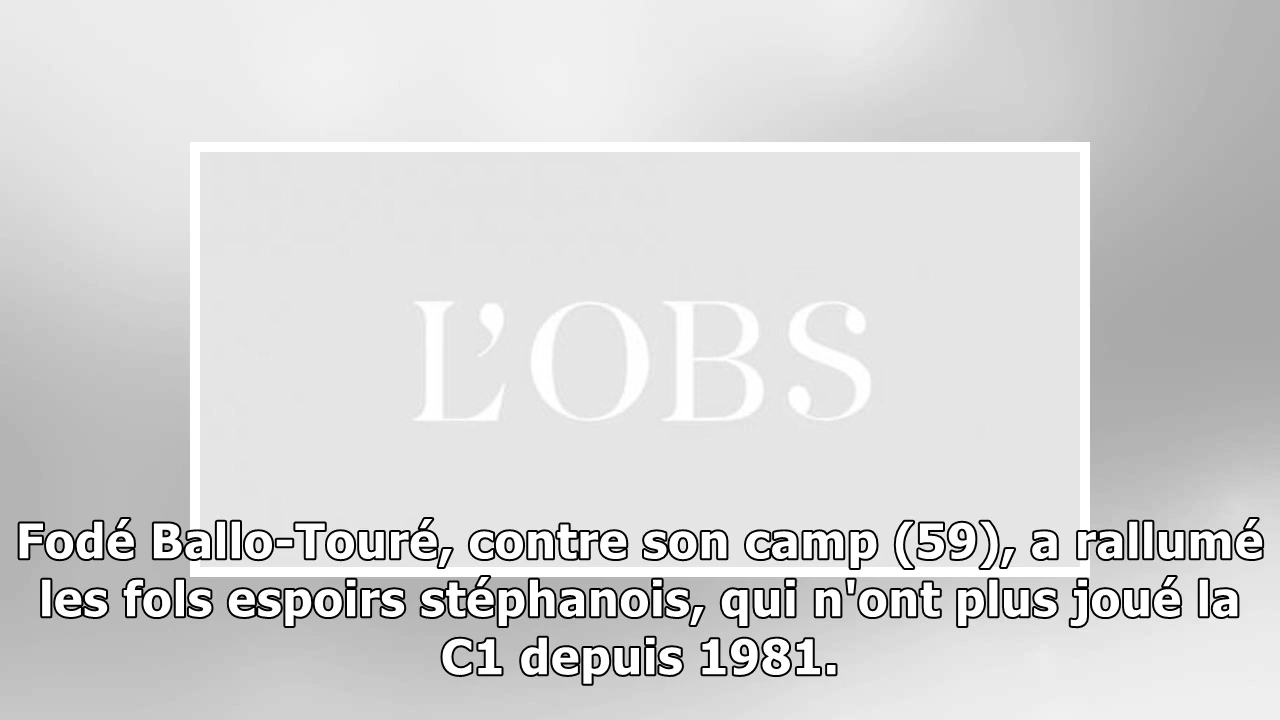 L'OBS
Fodé Ballo-Touré, contre son camp (59), a rallumé
les fols espoirs stéphanois, qui n'ont plus joué la
C1 depuis 1981.